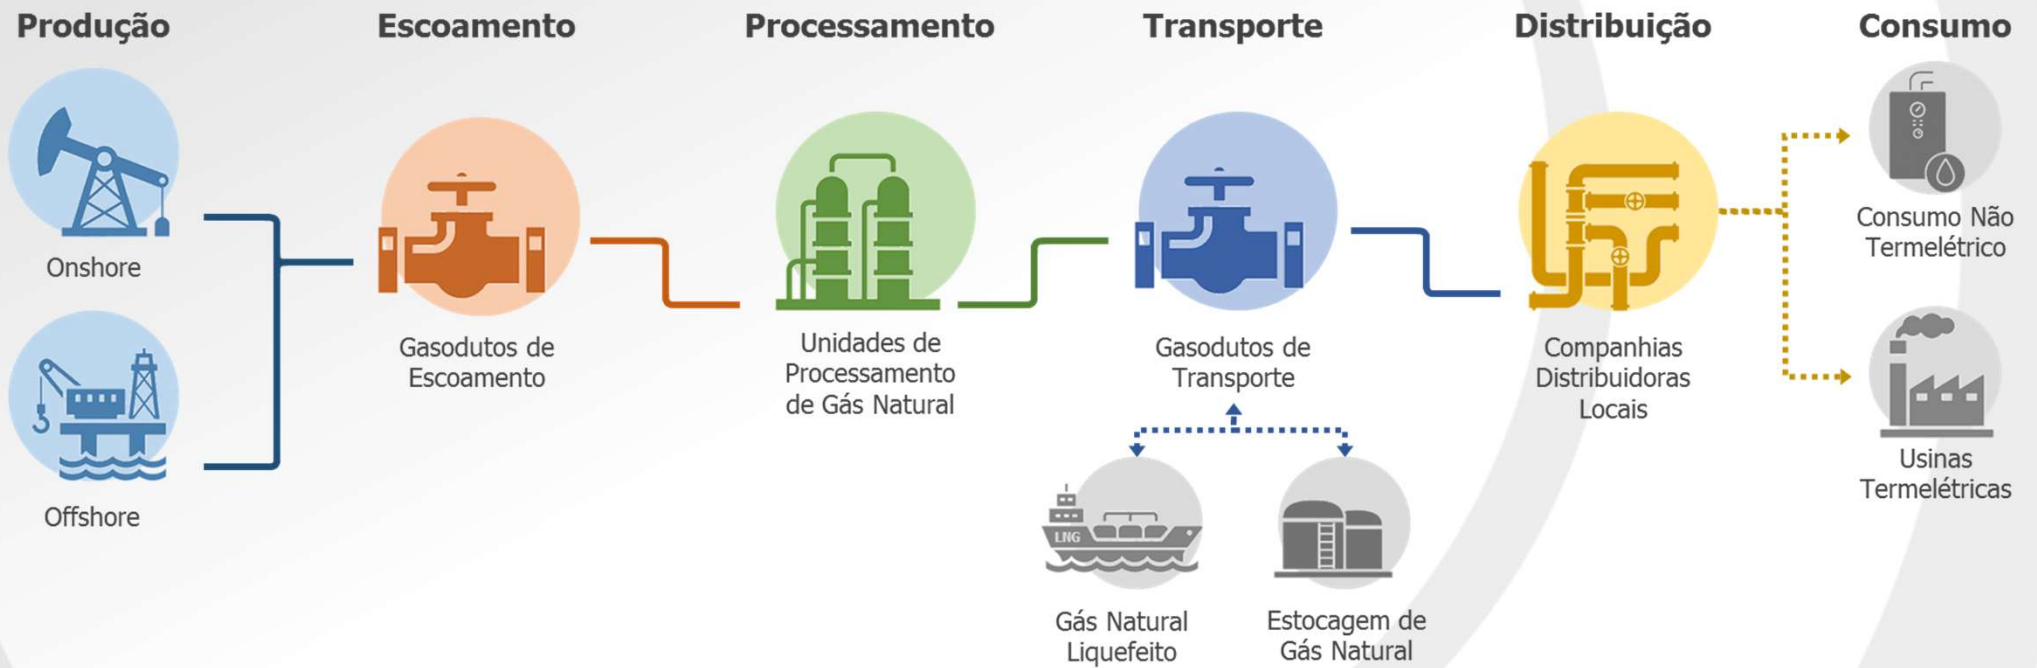 Produção
Escoamento
Processamento
Transporte
Distribuição
Consumo
Onshore
Offshore
Gasodutos de
Escoamento
Unidades de
Processamento
de Gás Natural
Gasodutos de
Transporte
LNG
Gás Natural
Liquefeito
Estocagem de
Gás Natural
Companhias
Distribuidoras
Locais
Consumo Não
Termelétrico
Usinas
Termelétricas